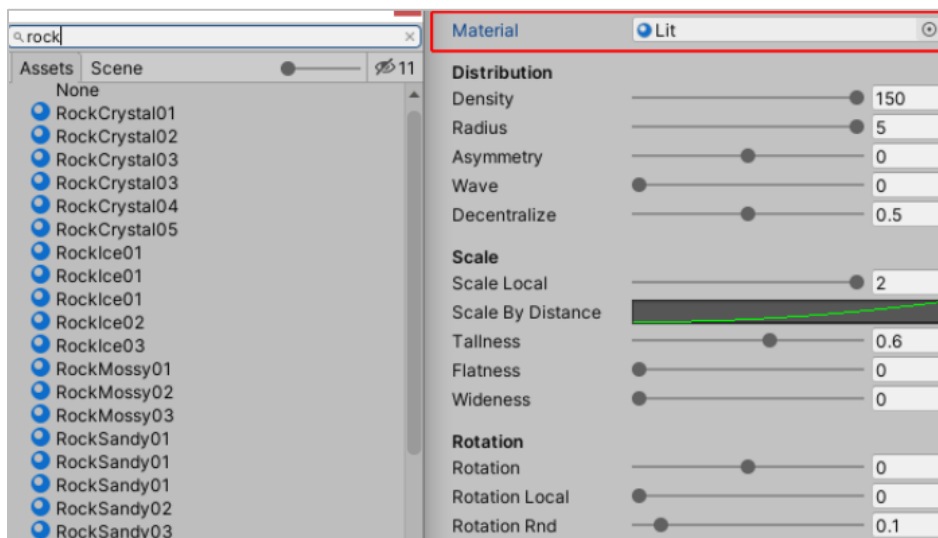 rock
Assets Scene 11
None
RockCrystal01
RockCrystal02
RockCrystal03
RockCrystal03
RockCrystal04
RockCrystal05
RockIce01
RockIce01
RockIce01
RockIce02
RockIce03
RockMossy01
RockMossy02
RockMossy03
RockSandy01
RockSandy01
RockSandy01
RockSandy02
RockSandy03
Material Lit
Distribution
Density 150
Radius 5
Asymmetry 0
Wave 0
Decentralize 0.5
Scale
Scale Local 2
Scale By Distance
Tallness 0.6
Flatness 0
Wideness 0
Rotation
Rotation 0
Rotation Local 0
Rotation Rnd 0.1